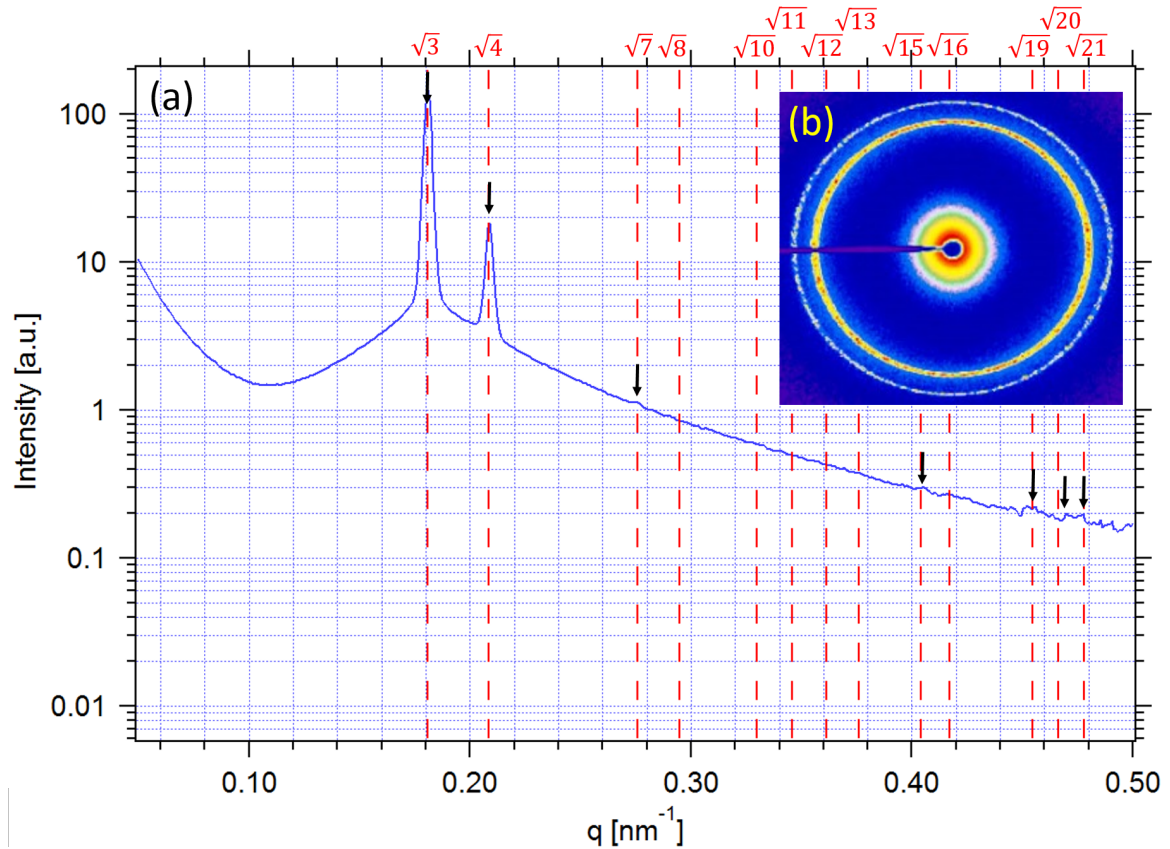 √11 √13 √20
√3 √4 √7 √8 √10 √12 √15 √16 √19 √21
(a)
(b)
100
10
1
0.1
0.01
Intensity [a.u.]
0.10 0.20 0.30 0.40 0.50
q [nm⁻¹]